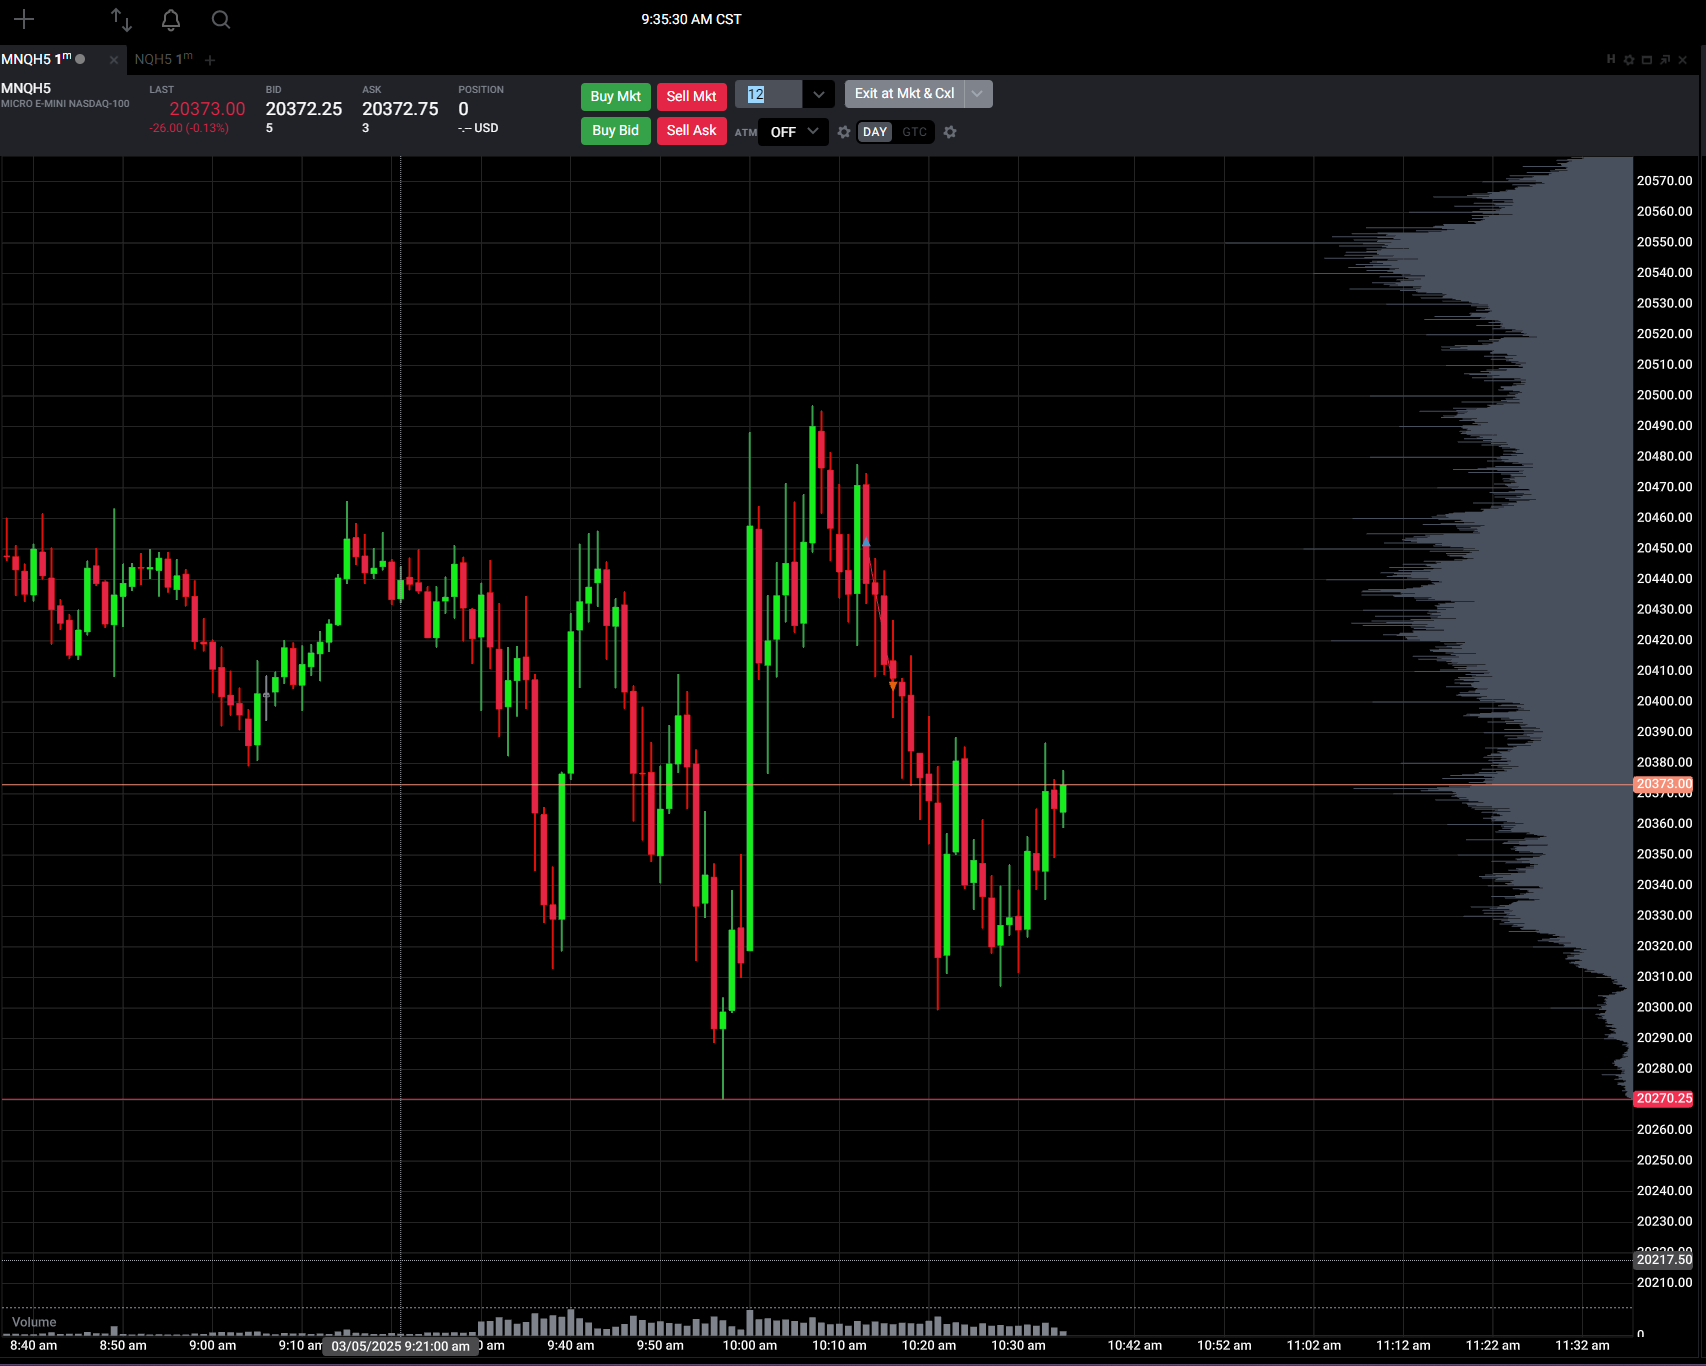 9:35:30 AM CST
MNQH5 1m
NQH5 1m
H
MNQH5
MICRO E-MINI NASDAQ-100
LAST
20373.00
-26.00 (-0.13%)
BID
20372.25
5
ASK
20372.75
3
POSITION
0
-.-- USD
Buy Mkt
Sell Mkt
12
Exit at Mkt & Cxl
Buy Bid
Sell Ask
ATM
OFF
DAY
GTC
20570.00
20560.00
20550.00
20540.00
20530.00
20520.00
20510.00
20500.00
20490.00
20480.00
20470.00
20460.00
20450.00
20440.00
20430.00
20420.00
20410.00
20400.00
20390.00
20380.00
20373.00
20370.00
20360.00
20350.00
20340.00
20330.00
20320.00
20310.00
20300.00
20290.00
20280.00
20270.25
20260.00
20250.00
20240.00
20230.00
20220.00
20217.50
20210.00
Volume
0
8:40 am
8:50 am
9:00 am
9:10 am
03/05/2025 9:21:00 am
0 am
9:40 am
9:50 am
10:00 am
10:10 am
10:20 am
10:30 am
10:42 am
10:52 am
11:02 am
11:12 am
11:22 am
11:32 am